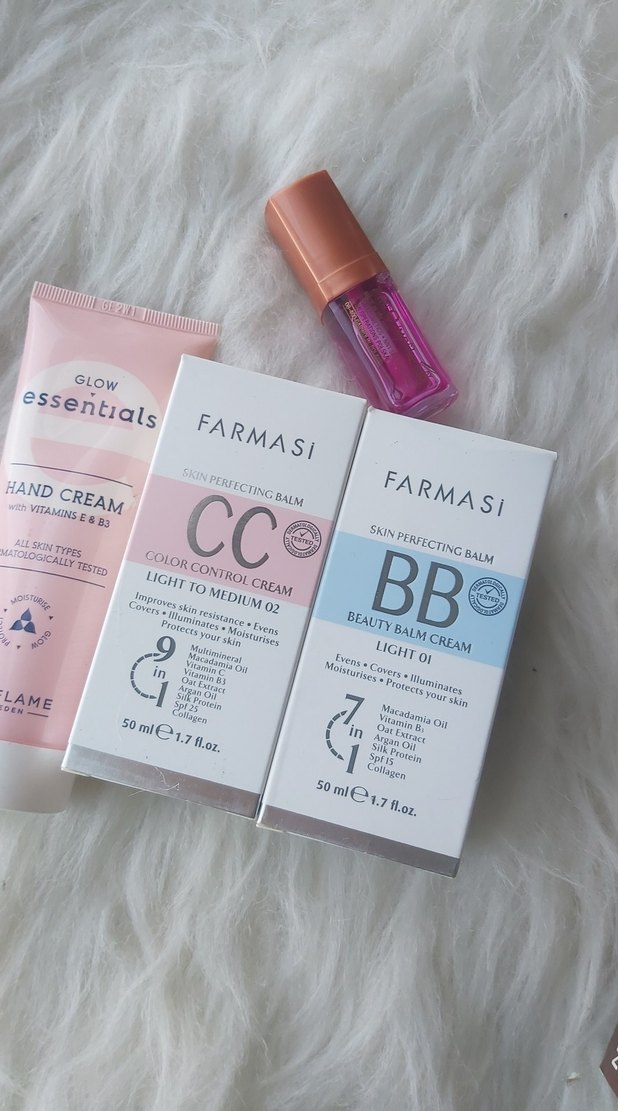 GLOW
essentials
HAND CREAM
with VITAMINS E & B3
ALL SKIN TYPES
MATOLOGICALLY TESTED
MOISTURISE
GLOW
FLAME
EDEN
FARMASi
SKIN PERFECTING BALM
CC
DERMATOLOGICALLY
TESTED
COLOR CONTROL CREAM
LIGHT TO MEDIUM 02
Improves skin resistance • Evens
Covers • Illuminates • Moisturises
Protects your skin
9 in 1
Multimineral
Macadamia Oil
Vitamin C
Vitamin B3
Oat Extract
Argan Oil
Silk Protein
Spf 25
Collagen
50 ml e 1.7 fl.oz.
FARMASi
SKIN PERFECTING BALM
BB
DERMATOLOGICALLY
TESTED
BEAUTY BALM CREAM
LIGHT 01
Evens • Covers • Illuminates
Moisturises • Protects your skin
7 in 1
Macadamia Oil
Vitamin B3
Oat Extract
Argan Oil
Silk Protein
Spf 15
Collagen
50 ml e 1.7 fl.oz.